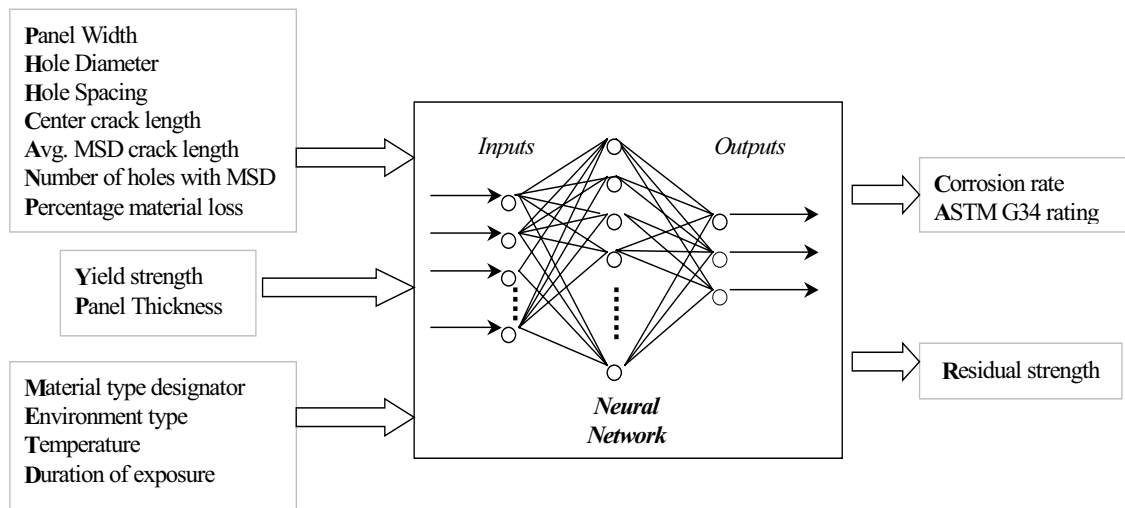 Panel Width
Hole Diameter
Hole Spacing
Center crack length
Avg. MSD crack length
Number of holes with MSD
Percentage material loss
Yield strength
Panel Thickness
Material type designator
Environment type
Temperature
Duration of exposure
Inputs
Outputs
Neural
Network
Corrosion rate
ASTM G34 rating
Residual strength